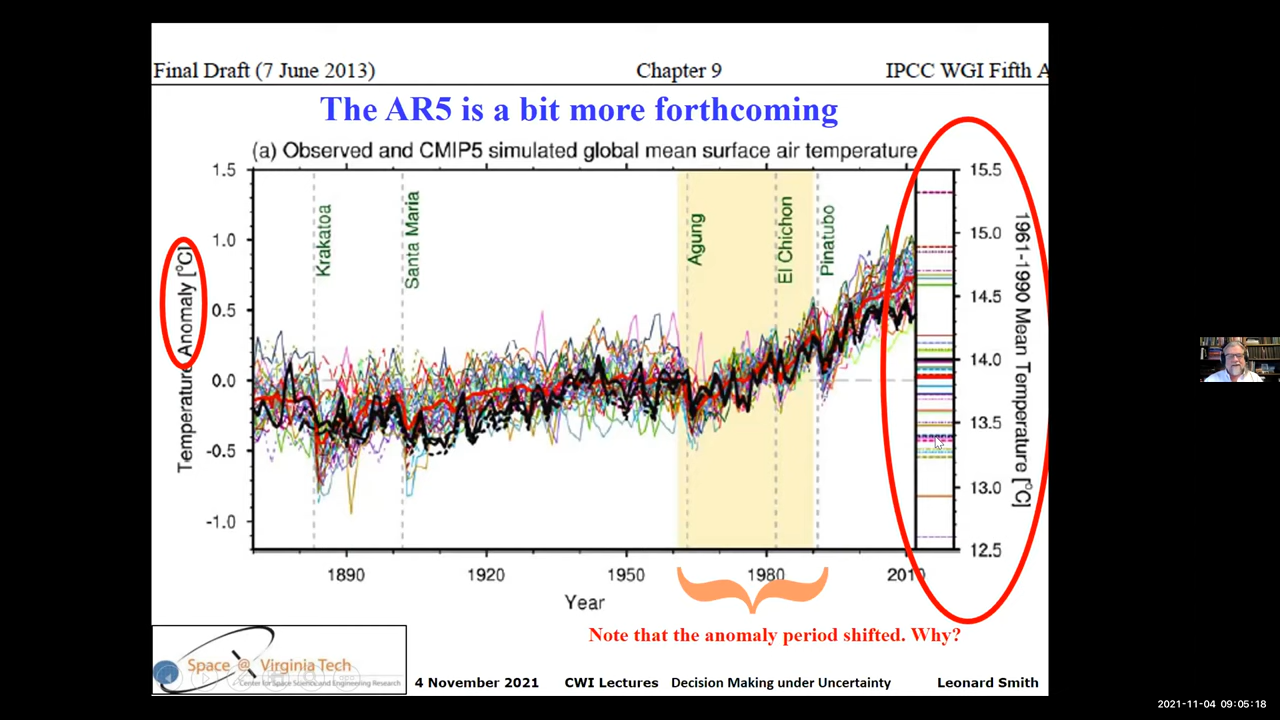 Final Draft (7 June 2013) Chapter 9 IPCC WGI Fifth A
The AR5 is a bit more forthcoming
(a) Observed and CMIP5 simulated global mean surface air temperature
1.5
1.0
0.5
0.0
-0.5
-1.0
Temperature Anomaly [°C]
Krakatoa
Santa Maria
Agung
El Chichon
Pinatubo
15.5
15.0
14.5
14.0
13.5
13.0
12.5
1961-1990 Mean Temperature [°C]
1890 1920 1950 1980 2010
Year
Note that the anomaly period shifted. Why?
Space @ Virginia Tech
Center for Space Science and Engineering Research
4 November 2021 CWI Lectures Decision Making under Uncertainty Leonard Smith
2021-11-04 09:05:18